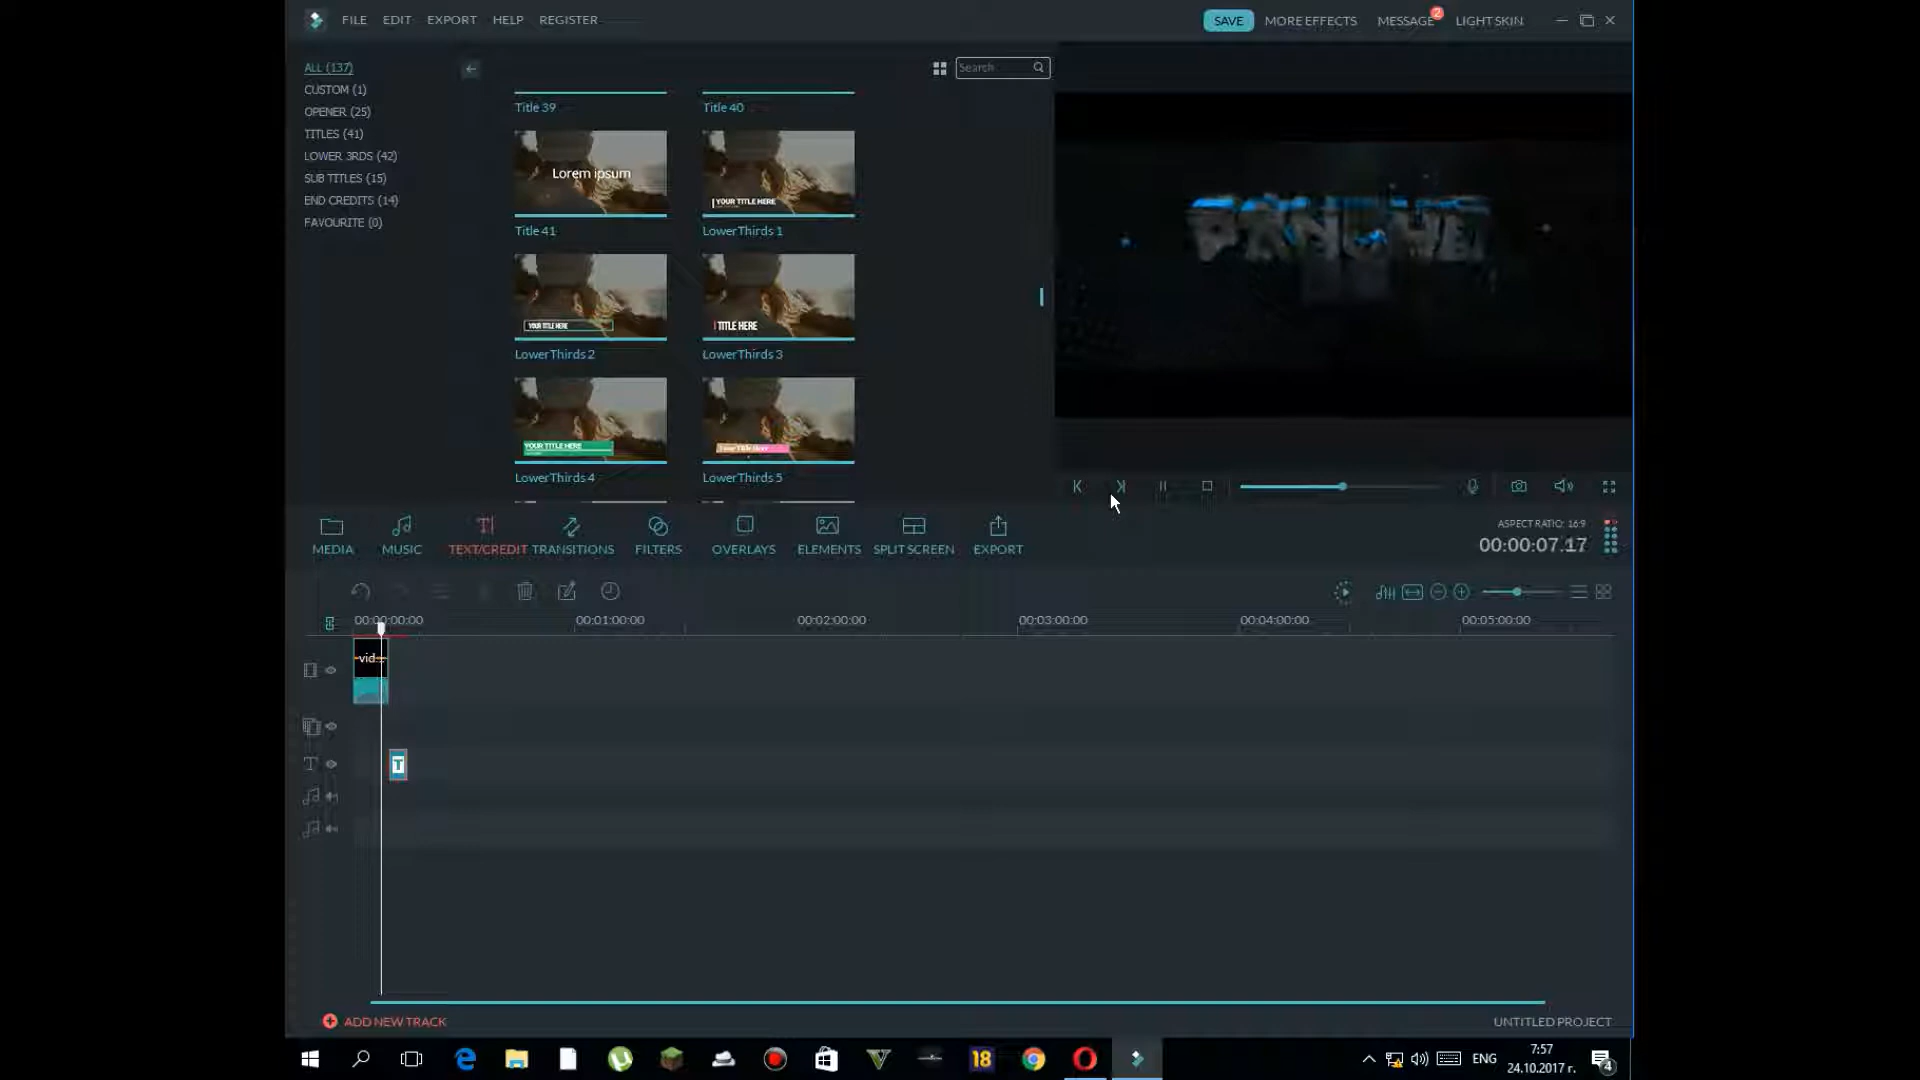 FILE EDIT EXPORT HELP REGISTER
SAVE MORE EFFECTS MESSAGE 2 LIGHT SKIN
ALL (137)
CUSTOM (1)
OPENER (25)
TITLES (41)
LOWER 3RDS (42)
SUB TITLES (15)
END CREDITS (14)
FAVOURITE (0)
Search
Title 39 Title 40
Lorem ipsum YOUR TITLE HERE
Title 41 LowerThirds 1
YOUR TITLE HERE TITLE HERE
LowerThirds 2 LowerThirds 3
YOUR TITLE HERE Your Title Here
LowerThirds 4 LowerThirds 5
MEDIA MUSIC TEXT/CREDIT TRANSITIONS FILTERS OVERLAYS ELEMENTS SPLIT SCREEN EXPORT
ASPECT RATIO: 16:9
00:00:07.17
00:00:00:00 00:01:00:00 00:02:00:00 00:03:00:00 00:04:00:00 00:05:00:00
vid...
T
ADD NEW TRACK
UNTITLED PROJECT
18
ENG
7:57
24.10.2017 г.
4